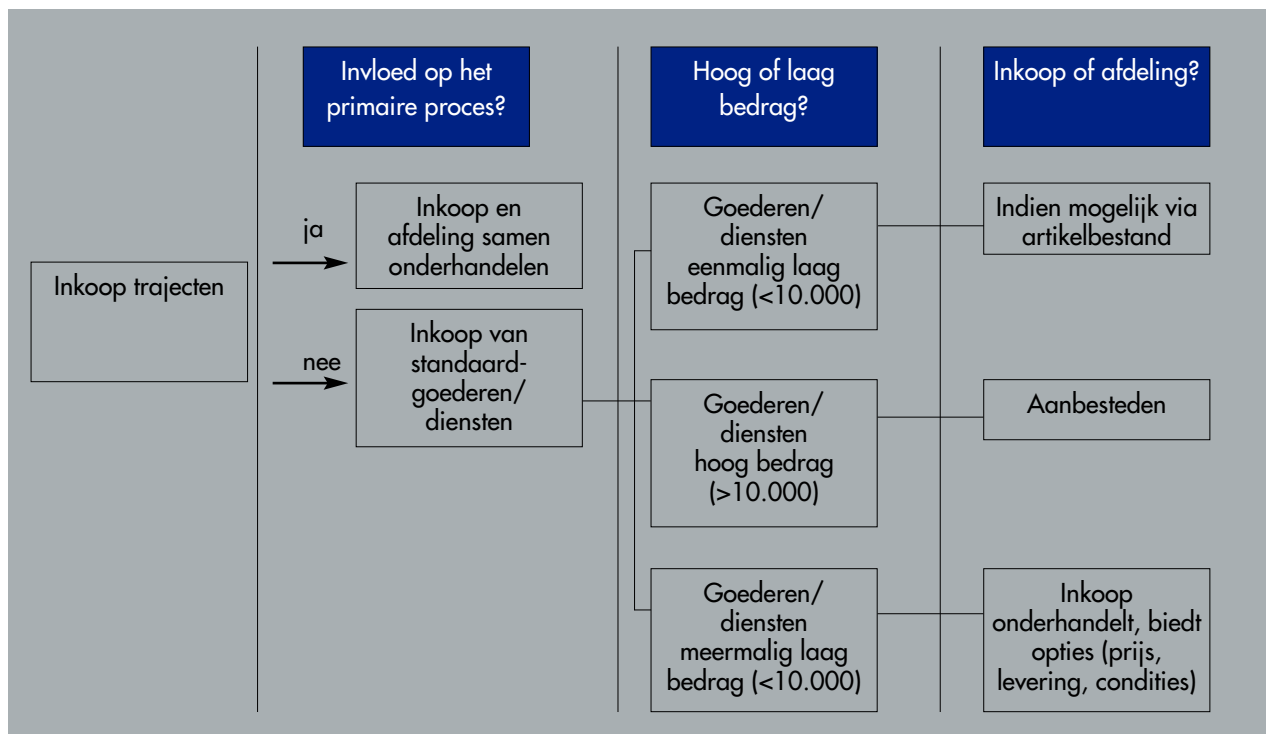 Invloed op het
primaire proces?
Hoog of laag
bedrag?
Inkoop of afdeling?
Inkoop trajecten
ja
nee
Inkoop en
afdeling samen
onderhandelen
Inkoop van
standaard-
goederen/
diensten
Goederen/
diensten
eenmalig laag
bedrag (<10.000)
Goederen/
diensten
hoog bedrag
(>10.000)
Goederen/
diensten
meermalig laag
bedrag (<10.000)
Indien mogelijk via
artikelbestand
Aanbesteden
Inkoop
onderhandelt, biedt
opties (prijs,
levering, condities)